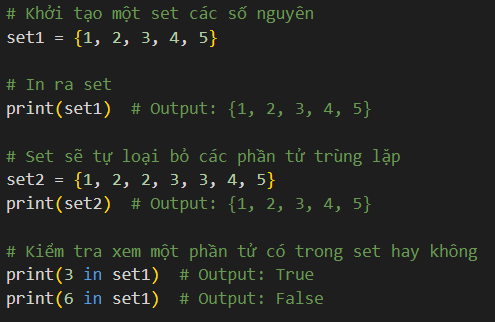 # Khởi tạo một set các số nguyên
set1 = {1, 2, 3, 4, 5}
# In ra set
print(set1)  # Output: {1, 2, 3, 4, 5}
# Set sẽ tự loại bỏ các phần tử trùng lặp
set2 = {1, 2, 2, 3, 3, 4, 5}
print(set2)  # Output: {1, 2, 3, 4, 5}
# Kiểm tra xem một phần tử có trong set hay không
print(3 in set1)  # Output: True
print(6 in set1)  # Output: False